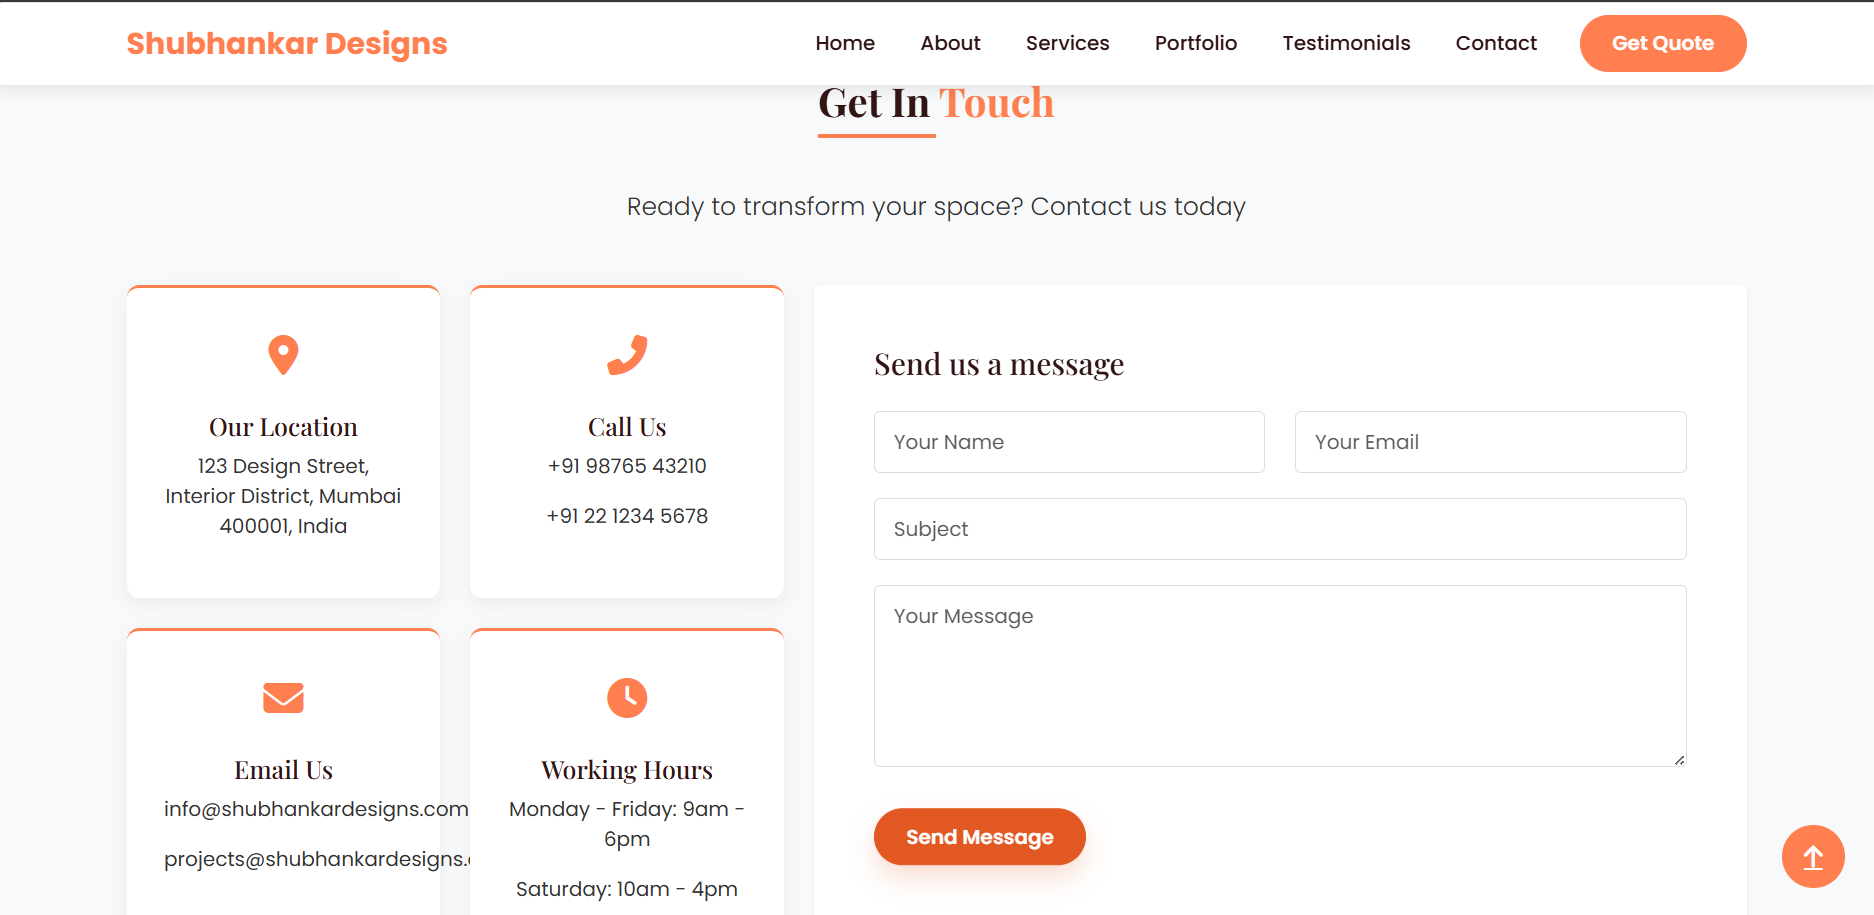 Shubhankar Designs
Home
About
Services
Portfolio
Testimonials
Contact
Get Quote
Get In Touch
Ready to transform your space? Contact us today
Our Location
123 Design Street,
Interior District, Mumbai
400001, India
Call Us
+91 98765 43210
+91 22 1234 5678
Email Us
info@shubhankardesigns.com
projects@shubhankardesigns.
Working Hours
Monday - Friday: 9am -
6pm
Saturday: 10am - 4pm
Send us a message
Your Name
Your Email
Subject
Your Message
Send Message